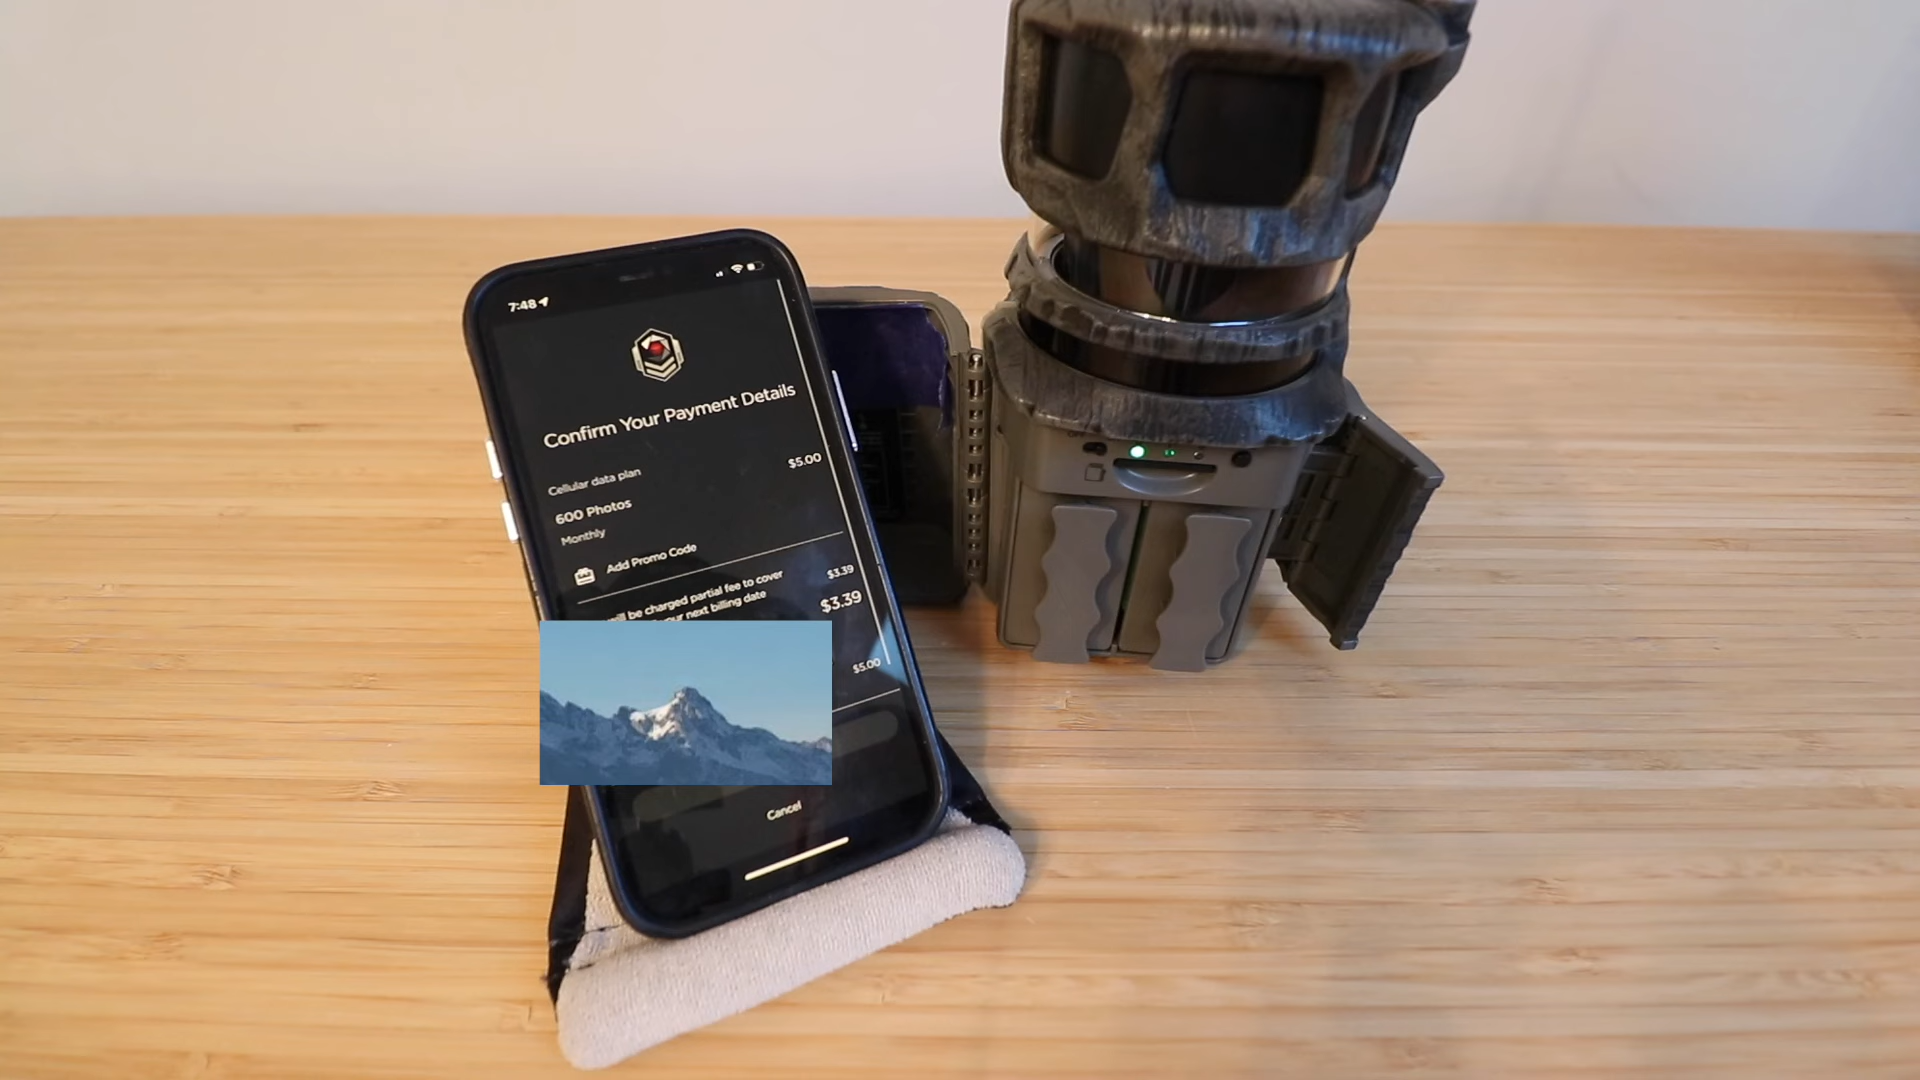 7:48
Confirm Your Payment Details
Cellular data plan $5.00
600 Photos
Monthly
Add Promo Code
be charged partial fee to cover $3.39
your next billing date $3.39
$5.00
Cancel